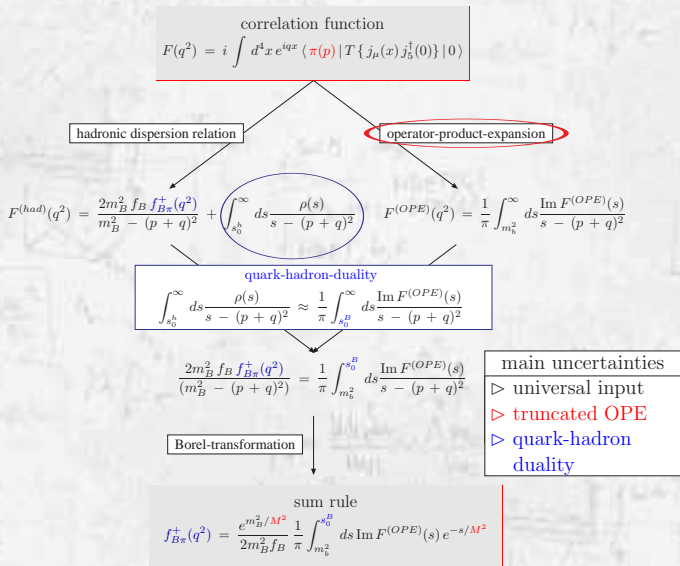 correlation function
F(q²) = i ∫ d⁴x e^{iqx} ⟨ π(p) | T { j_μ(x) j₅†(0)} | 0 ⟩
hadronic dispersion relation
operator-product-expansion
F^{(had)}(q²) = \frac{2m_B² f_B f⁺_{Bπ}(q²)}{m_B² − (p + q)²} + ∫_{s_0^h}^{∞} ds \frac{ρ(s)}{s − (p + q)²}
F^{(OPE)}(q²) = \frac{1}{π} ∫_{m_b²}^{∞} ds \frac{Im F^{(OPE)}(s)}{s − (p + q)²}
quark-hadron-duality
∫_{s_0^h}^{∞} ds \frac{ρ(s)}{s − (p + q)²} ≈ \frac{1}{π} ∫_{s_0^B}^{∞} ds \frac{Im F^{(OPE)}(s)}{s − (p + q)²}
\frac{2m_B² f_B f⁺_{Bπ}(q²)}{(m_B² − (p + q)²)} = \frac{1}{π} ∫_{m_b²}^{s_0^B} ds \frac{Im F^{(OPE)}(s)}{s − (p + q)²}
main uncertainties
▷ universal input
▷ truncated OPE
▷ quark-hadron
duality
Borel-transformation
sum rule
f⁺_{Bπ}(q²) = \frac{e^{m_B²/M²}}{2m_B² f_B} \frac{1}{π} ∫_{m_b²}^{s_0^B} ds Im F^{(OPE)}(s) e^{−s/M²}